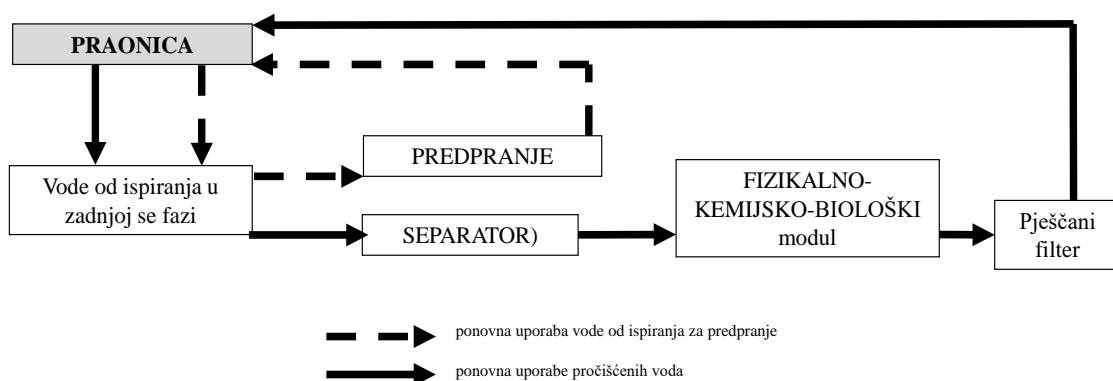 PRAONICA
PREDPRANJE
Vode od ispiranja u
zadnjoj se fazi
SEPARATOR)
FIZIKALNO-
KEMIJSKO-BIOLOŠKI
modul
Pješčani
filter
ponovna uporaba vode od ispiranja za predpranje
ponovna uporabe pročišćenih voda